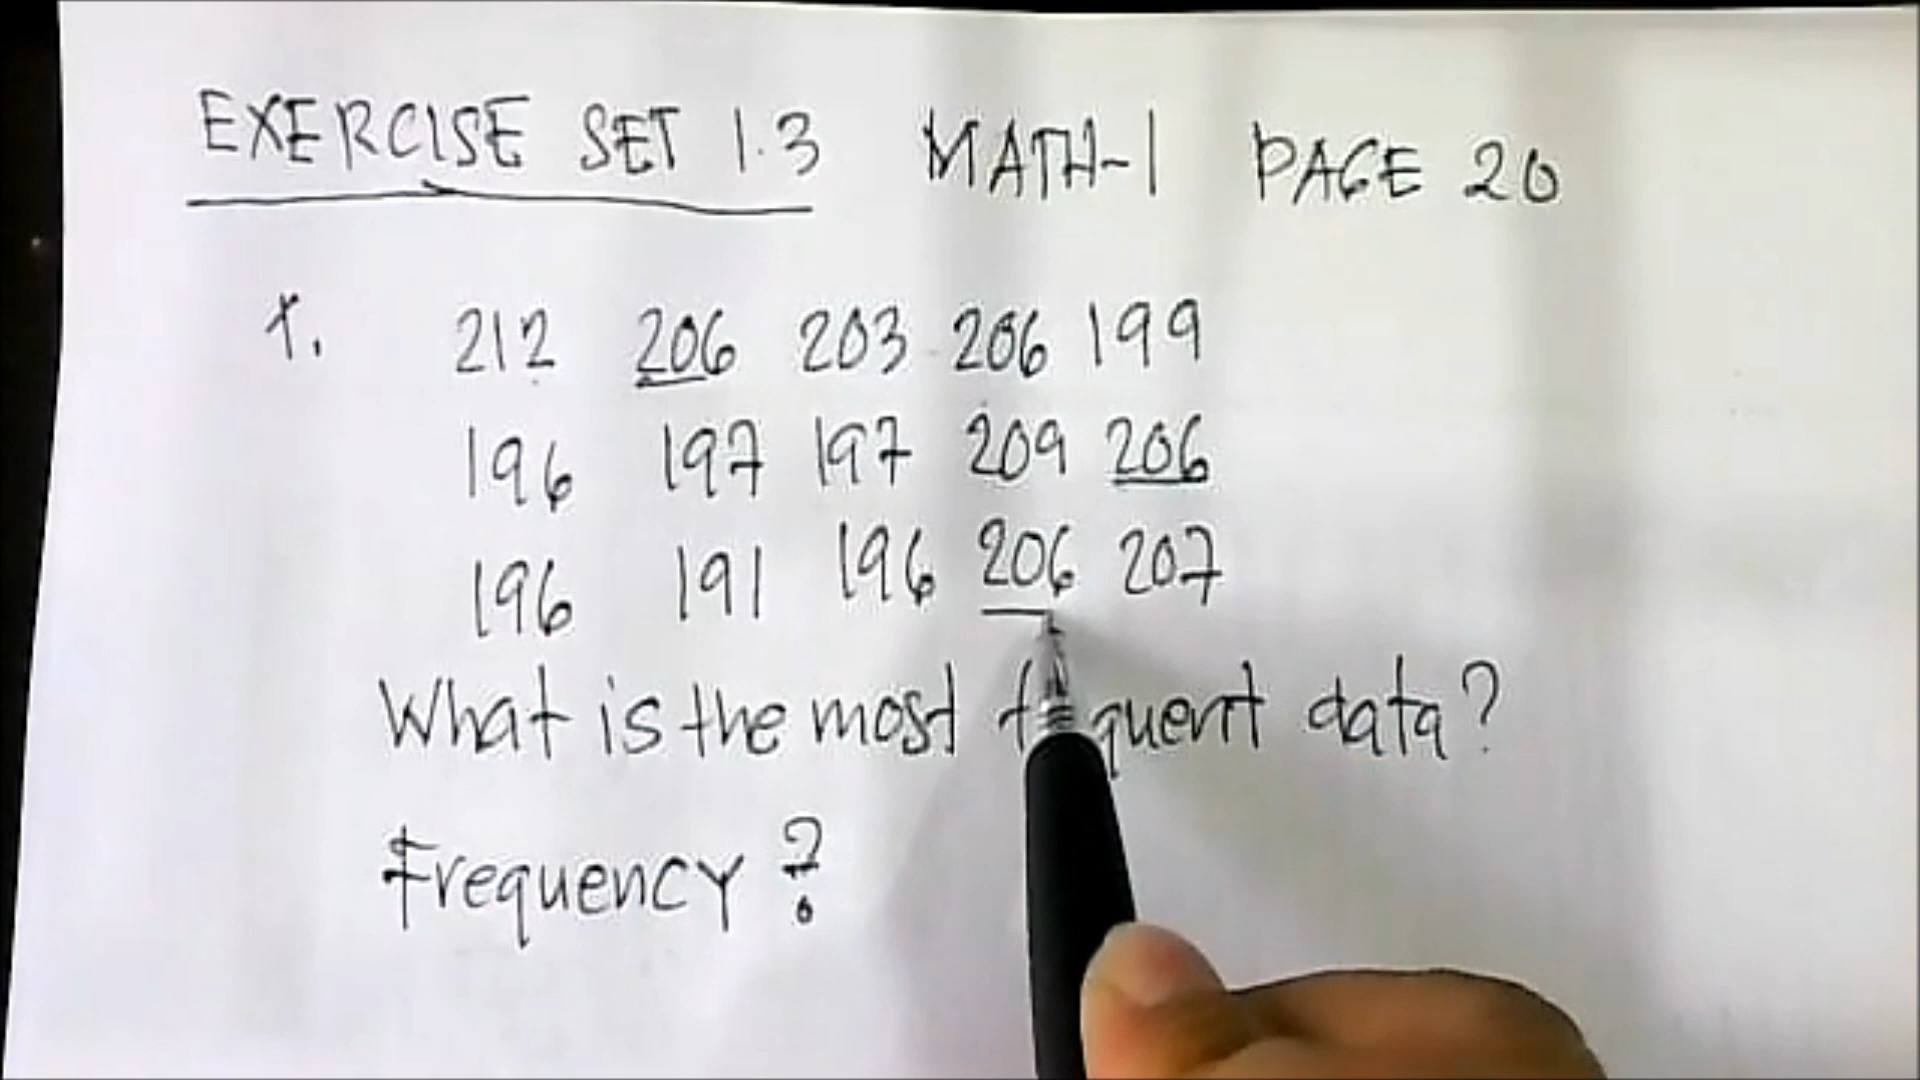 EXERCISE SET 1.3 MATH-1 PAGE 20
1. 212 206 203 206 199
196 197 197 209 206
196 191 196 206 207
What is the most frequent data?
Frequency?